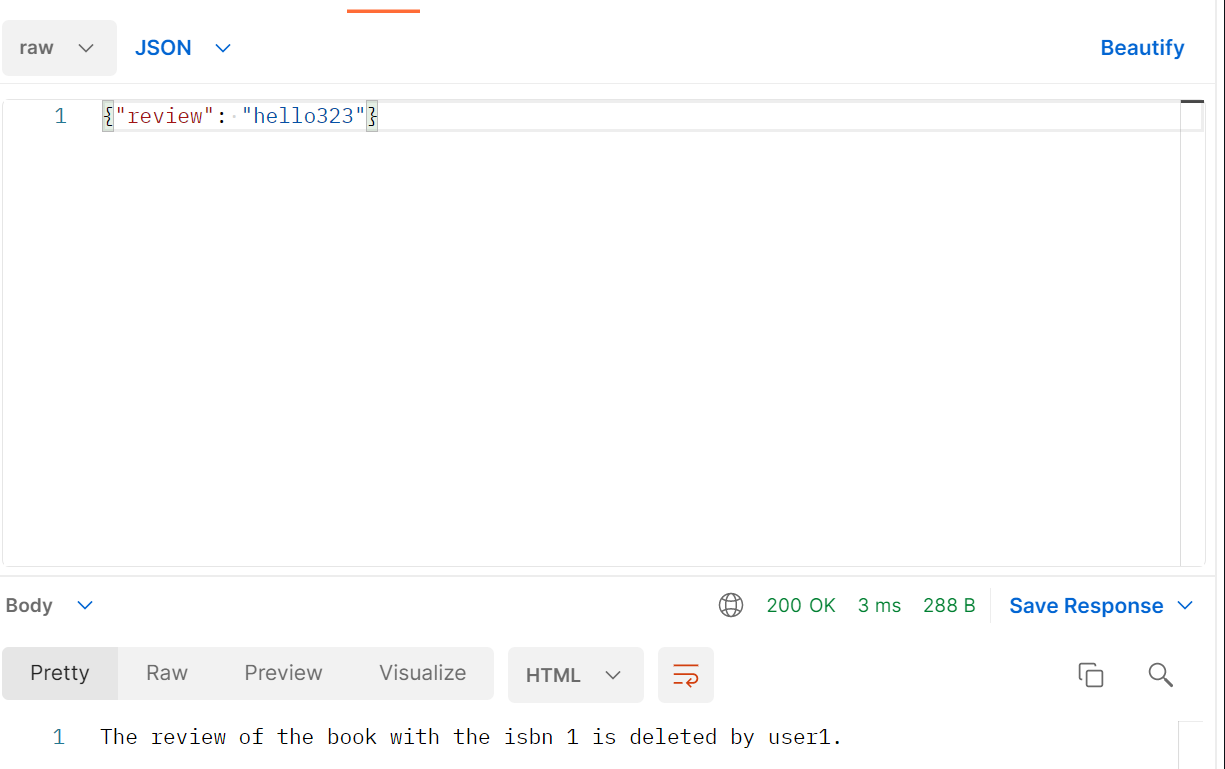 raw JSON Beautify
1 {"review": "hello323"}
Body 200 OK 3 ms 288 B Save Response
Pretty Raw Preview Visualize HTML
1 The review of the book with the isbn 1 is deleted by user1.